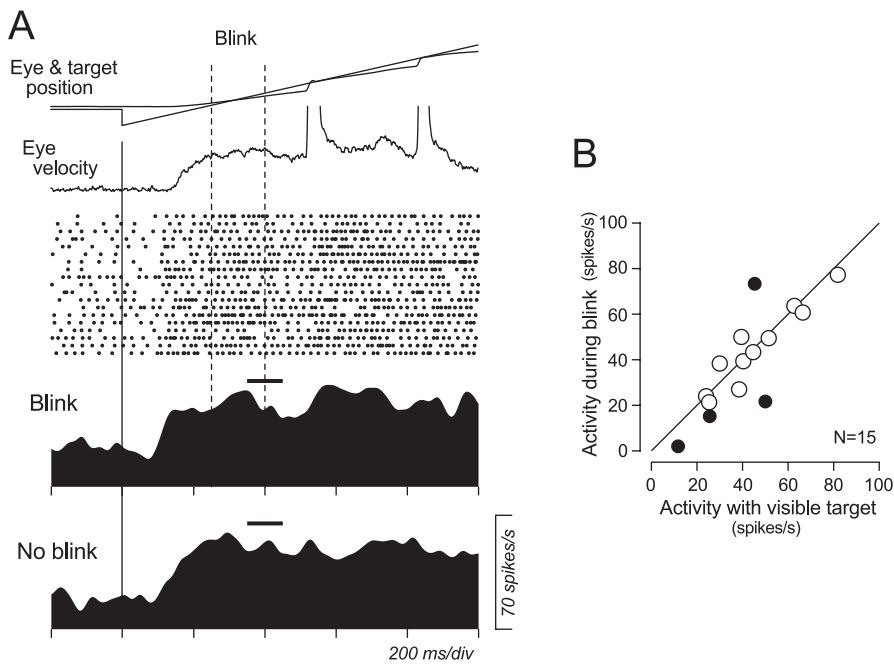 A
Blink
Eye & target
position
Eye
velocity
Blink
No blink
70 spikes/s
200 ms/div
B
Activity during blink (spikes/s)
100
80
60
40
20
0
N=15
0 20 40 60 80 100
Activity with visible target
(spikes/s)